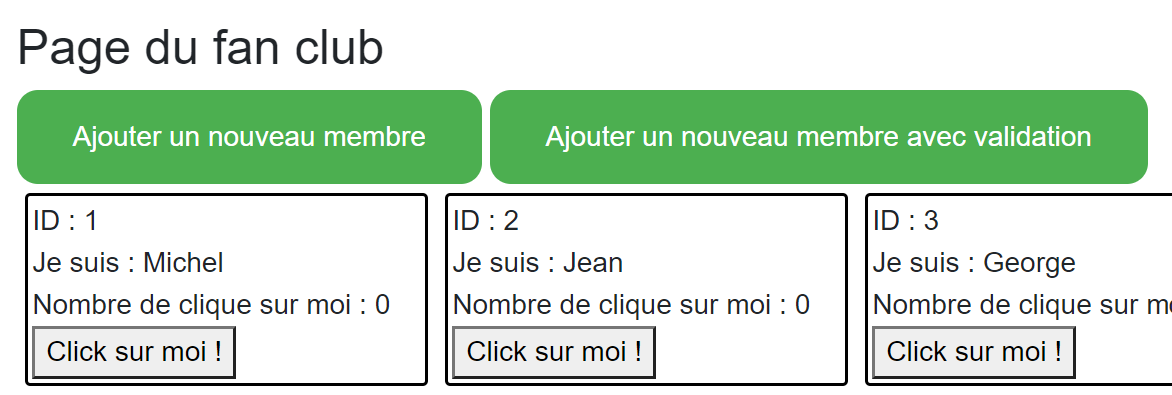 Page du fan club
Ajouter un nouveau membre
Ajouter un nouveau membre avec validation
ID : 1
Je suis : Michel
Nombre de clique sur moi : 0
Click sur moi !
ID : 2
Je suis : Jean
Nombre de clique sur moi : 0
Click sur moi !
ID : 3
Je suis : George
Nombre de clique sur
Click sur moi !